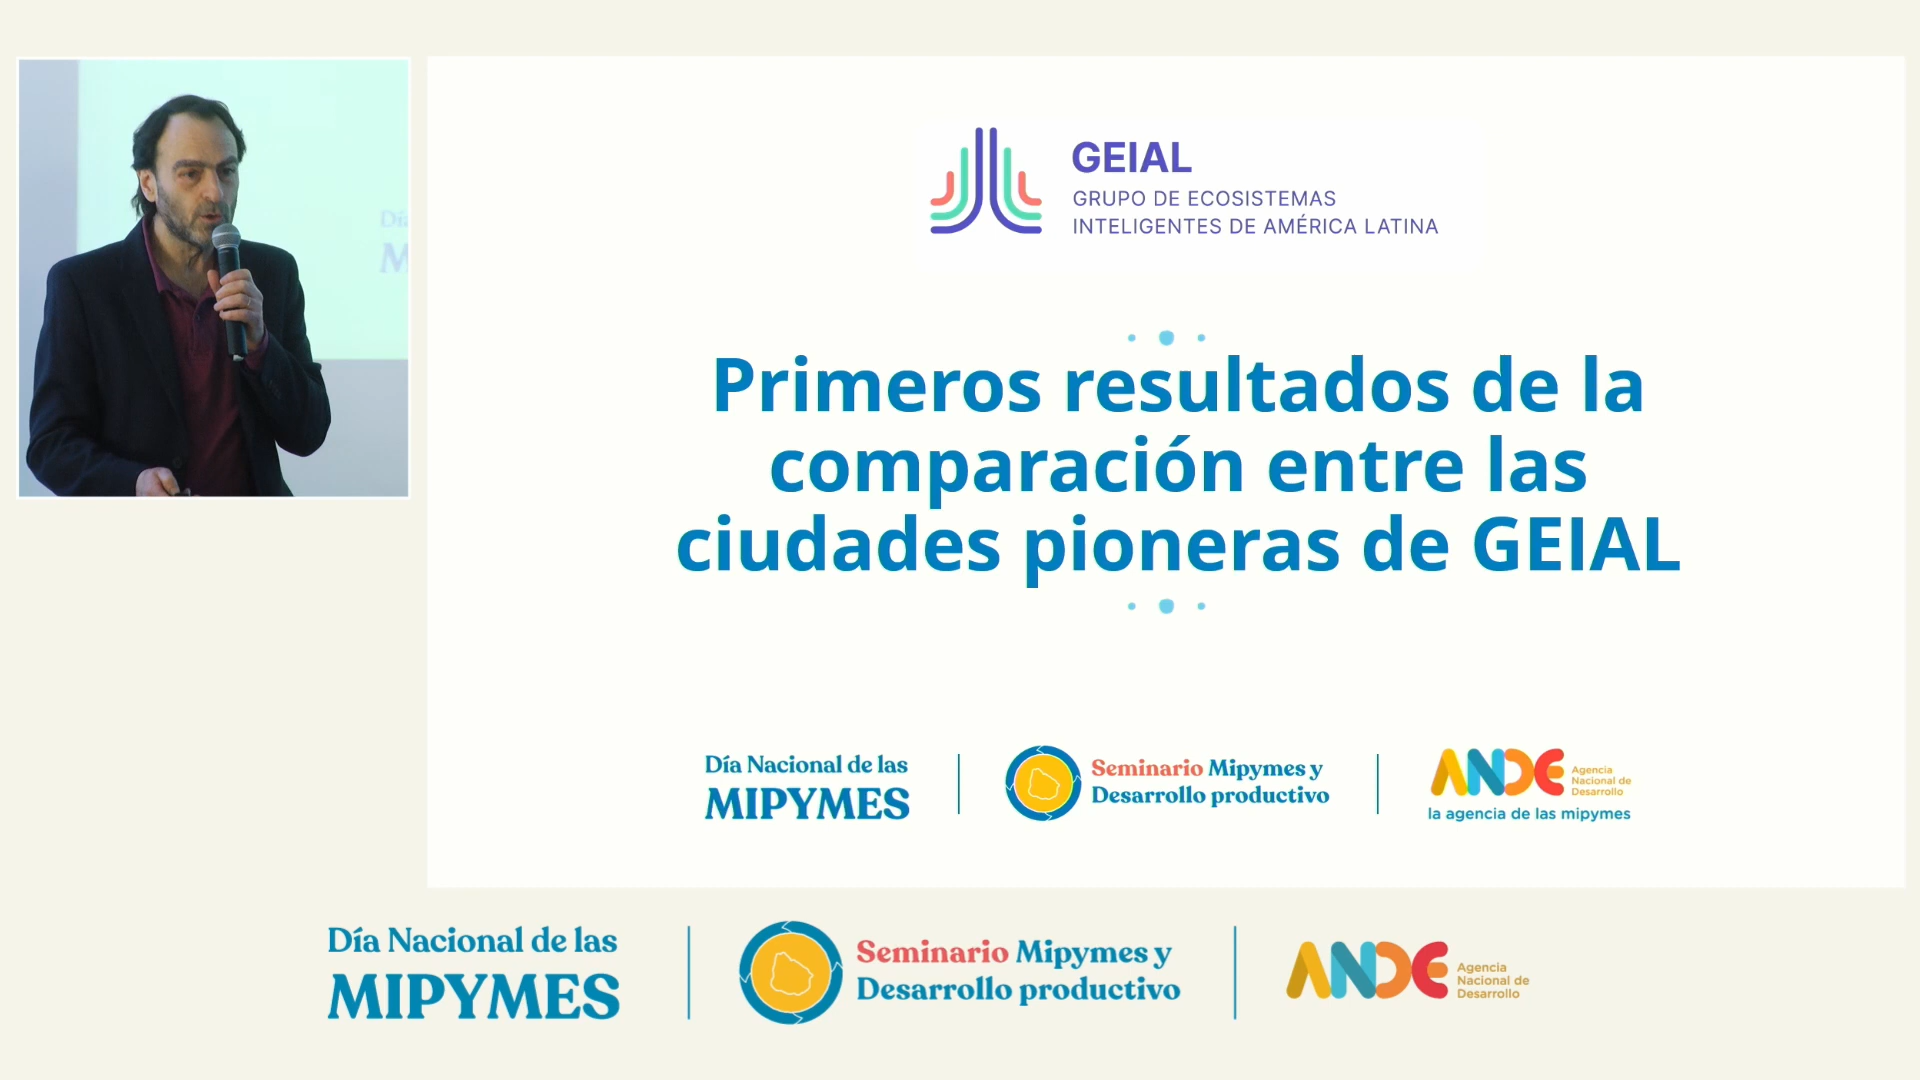 Día
M
GEIAL
GRUPO DE ECOSISTEMAS
INTELIGENTES DE AMÉRICA LATINA
Primeros resultados de la
comparación entre las
ciudades pioneras de GEIAL
Día Nacional de las
MIPYMES
Seminario Mipymes y
Desarrollo productivo
ANDE
Agencia
Nacional de
Desarrollo
la agencia de las mipymes
Día Nacional de las
MIPYMES
Seminario Mipymes y
Desarrollo productivo
ANDE
Agencia
Nacional de
Desarrollo